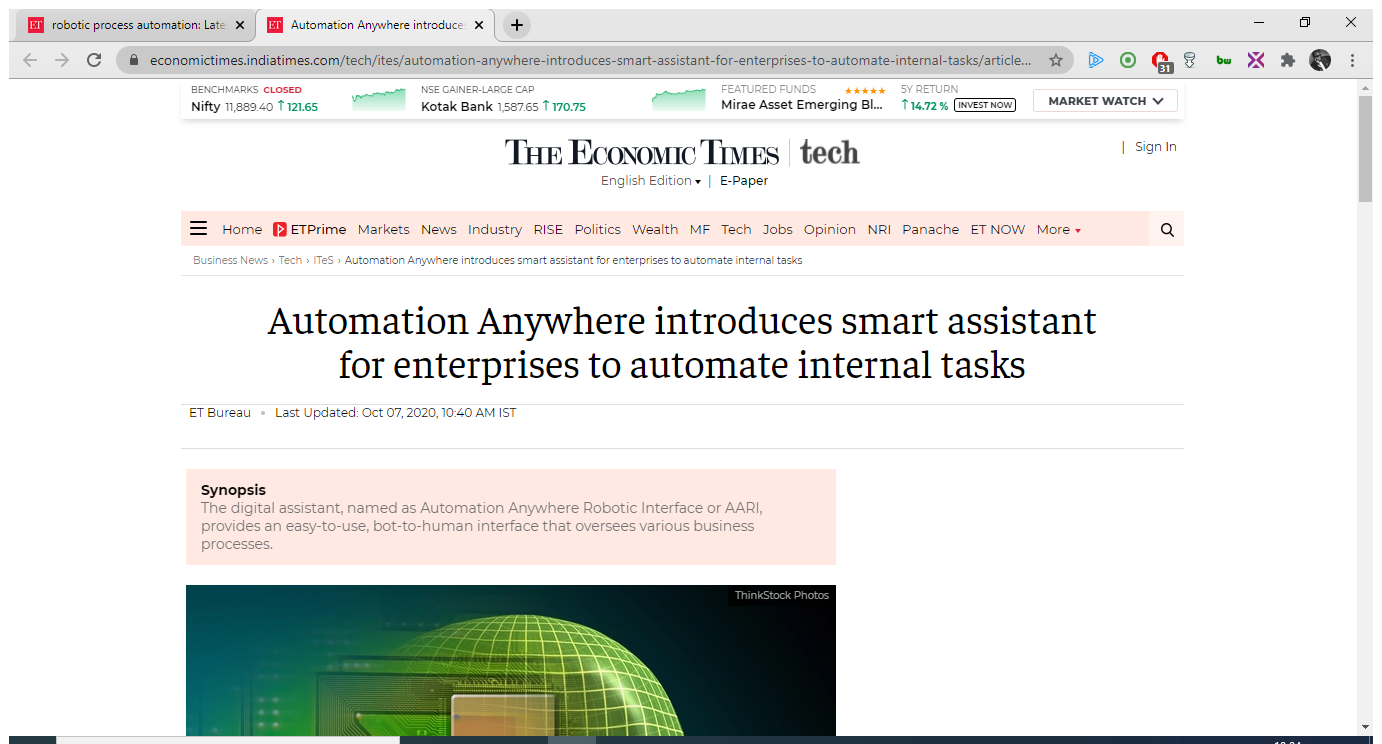 ET robotic process automation: Late
ET Automation Anywhere introduce
economictimes.indiatimes.com/tech/ites/automation-anywhere-introduces-smart-assistant-for-enterprises-to-automate-internal-tasks/article...
31
bw
BENCHMARKS CLOSED
Nifty 11,889.40 ↑ 121.65
NSE GAINER-LARGE CAP
Kotak Bank 1,587.65 ↑ 170.75
FEATURED FUNDS ★★★★★
Mirae Asset Emerging Bl...
5Y RETURN
↑ 14.72 % INVEST NOW
MARKET WATCH
THE ECONOMIC TIMES | tech
| Sign In
English Edition ▾ | E-Paper
Home ETPrime Markets News Industry RISE Politics Wealth MF Tech Jobs Opinion NRI Panache ET NOW More ▾
Business News › Tech › ITeS › Automation Anywhere introduces smart assistant for enterprises to automate internal tasks
Automation Anywhere introduces smart assistant
for enterprises to automate internal tasks
ET Bureau • Last Updated: Oct 07, 2020, 10:40 AM IST
Synopsis
The digital assistant, named as Automation Anywhere Robotic Interface or AARI,
provides an easy-to-use, bot-to-human interface that oversees various business
processes.
ThinkStock Photos